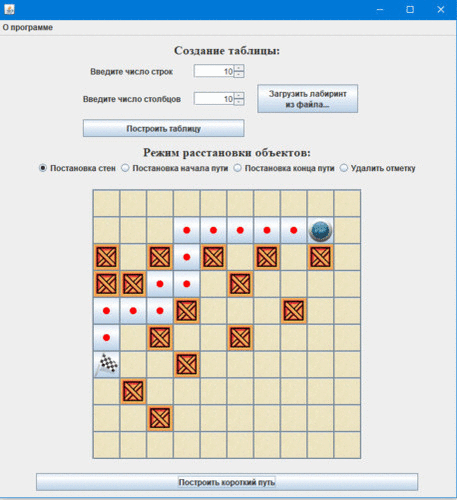 О программе
Создание таблицы:
Введите число строк
10
Введите число столбцов
10
Загрузить лабиринт
из файла...
Построить таблицу
Режим расстановки объектов:
Постановка стен Постановка начала пути Постановка конца пути Удалить отметку
Построить короткий путь